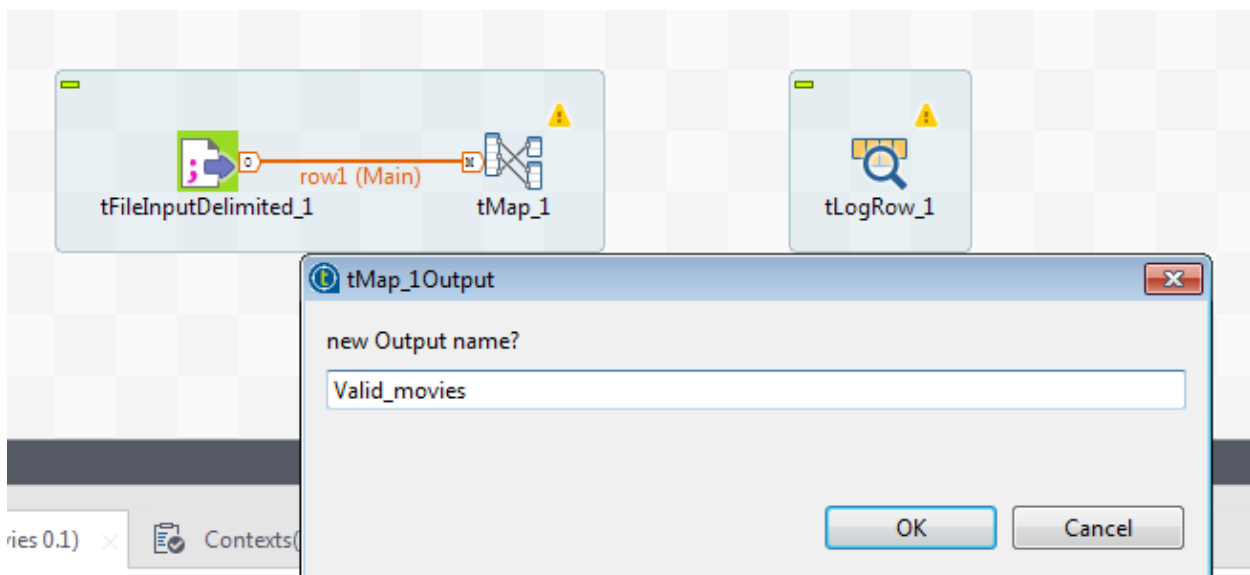 row1 (Main)
tFileInputDelimited_1
tMap_1
tLogRow_1
tMap_1Output
new Output name?
Valid_movies
OK
Cancel
vies 0.1)
Contexts(